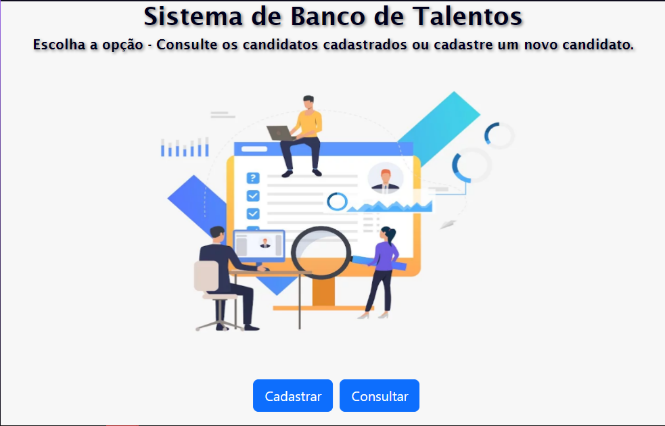 Sistema de Banco de Talentos
Escolha a opção - Consulte os candidatos cadastrados ou cadastre um novo candidato.
?
Cadastrar Consultar